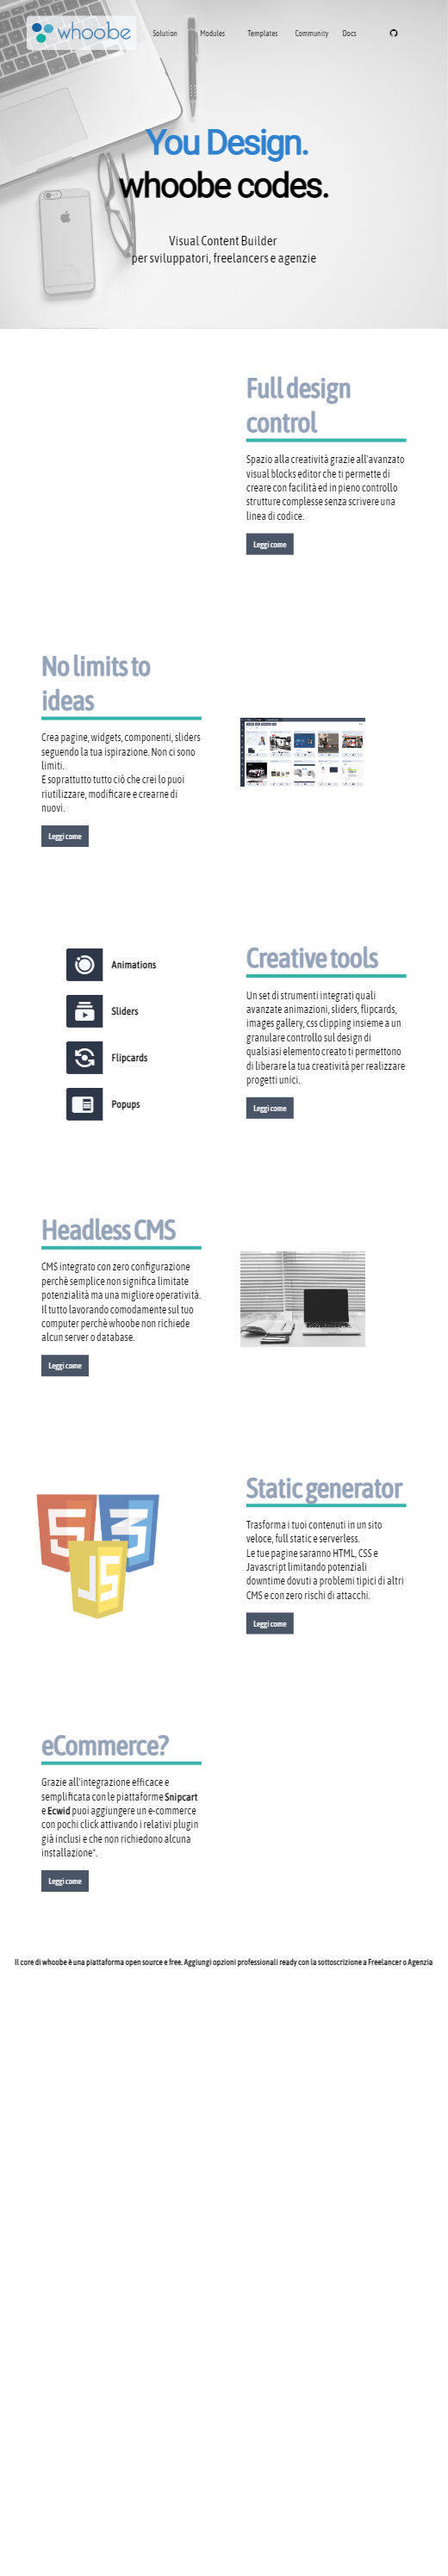 whoobe
Solution
Modules
Templates
Community
Docs
You Design.
whoobe codes.
Visual Content Builder
per sviluppatori, freelancers e agenzie
Full design
control
Spazio alla creatività grazie all'avanzato
visual blocks editor che ti permette di
creare con facilità ed in pieno controllo
strutture complesse senza scrivere una
linea di codice.
Leggi come
No limits to
ideas
Crea pagine, widgets, componenti, sliders
seguendo la tua ispirazione. Non ci sono
limiti.
E soprattutto tutto ciò che crei lo puoi
riutilizzare, modificare e crearne di
nuovi.
Leggi come
Animations
Sliders
Flipcards
Popups
Creative tools
Un set di strumenti integrati quali
avanzate animazioni, sliders, flipcards,
images gallery, css clipping insieme a un
granulare controllo sul design di
qualsiasi elemento creato ti permettono
di liberare la tua creatività per realizzare
progetti unici.
Leggi come
Headless CMS
CMS integrato con zero configurazione
perchè semplice non significa limitate
potenzialità ma una migliore operatività.
Il tutto lavorando comodamente sul tuo
computer perchè whoobe non richiede
alcun server o database.
Leggi come
5 3
JS
Static generator
Trasforma i tuoi contenuti in un sito
veloce, full static e serverless.
Le tue pagine saranno HTML, CSS e
Javascript limitando potenziali
downtime dovuti a problemi tipici di altri
CMS e con zero rischi di attacchi.
Leggi come
eCommerce?
Grazie all'integrazione efficace e
semplificata con le piattaforme Snipcart
e Ecwid puoi aggiungere un e-commerce
con pochi click attivando i relativi plugin
già inclusi e che non richiedono alcuna
installazione*.
Leggi come
Il core di whoobe è una piattaforma open source e free. Aggiungi opzioni professionali ready con la sottoscrizione a Freelancer o Agenzia